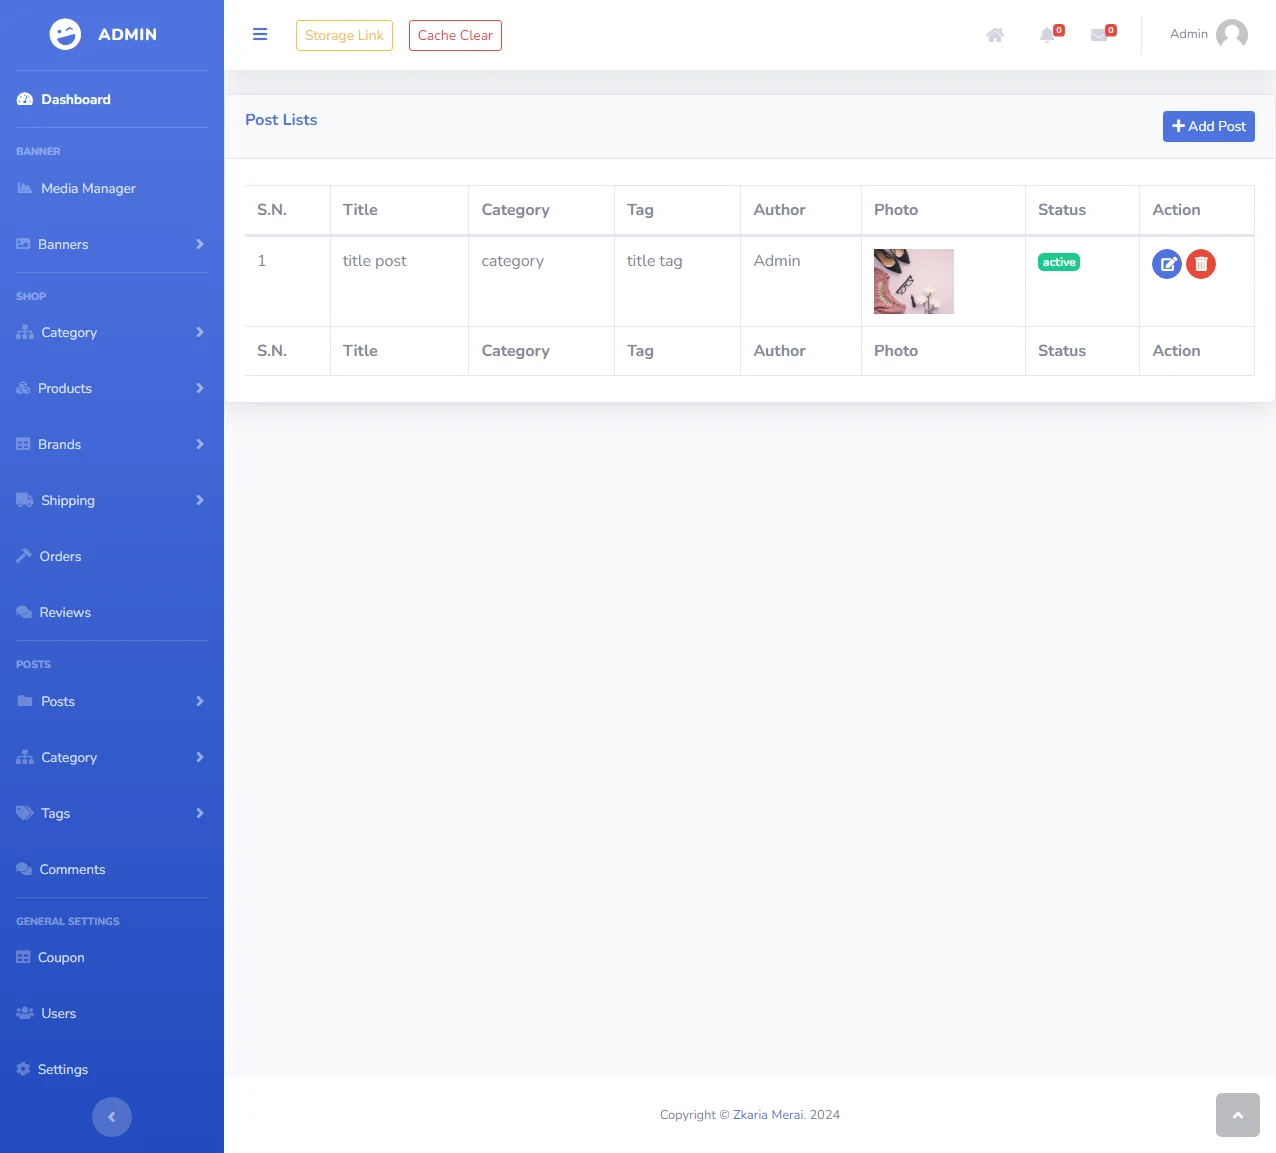 ADMIN
Storage Link
Cache Clear
0
0
Admin
Dashboard
BANNER
Media Manager
Banners
SHOP
Category
Products
Brands
Shipping
Orders
Reviews
POSTS
Posts
Category
Tags
Comments
GENERAL SETTINGS
Coupon
Users
Settings
Post Lists
Add Post
S.N. Title Category Tag Author Photo Status Action
1 title post category title tag Admin active
S.N. Title Category Tag Author Photo Status Action
Copyright © Zkaria Merai. 2024